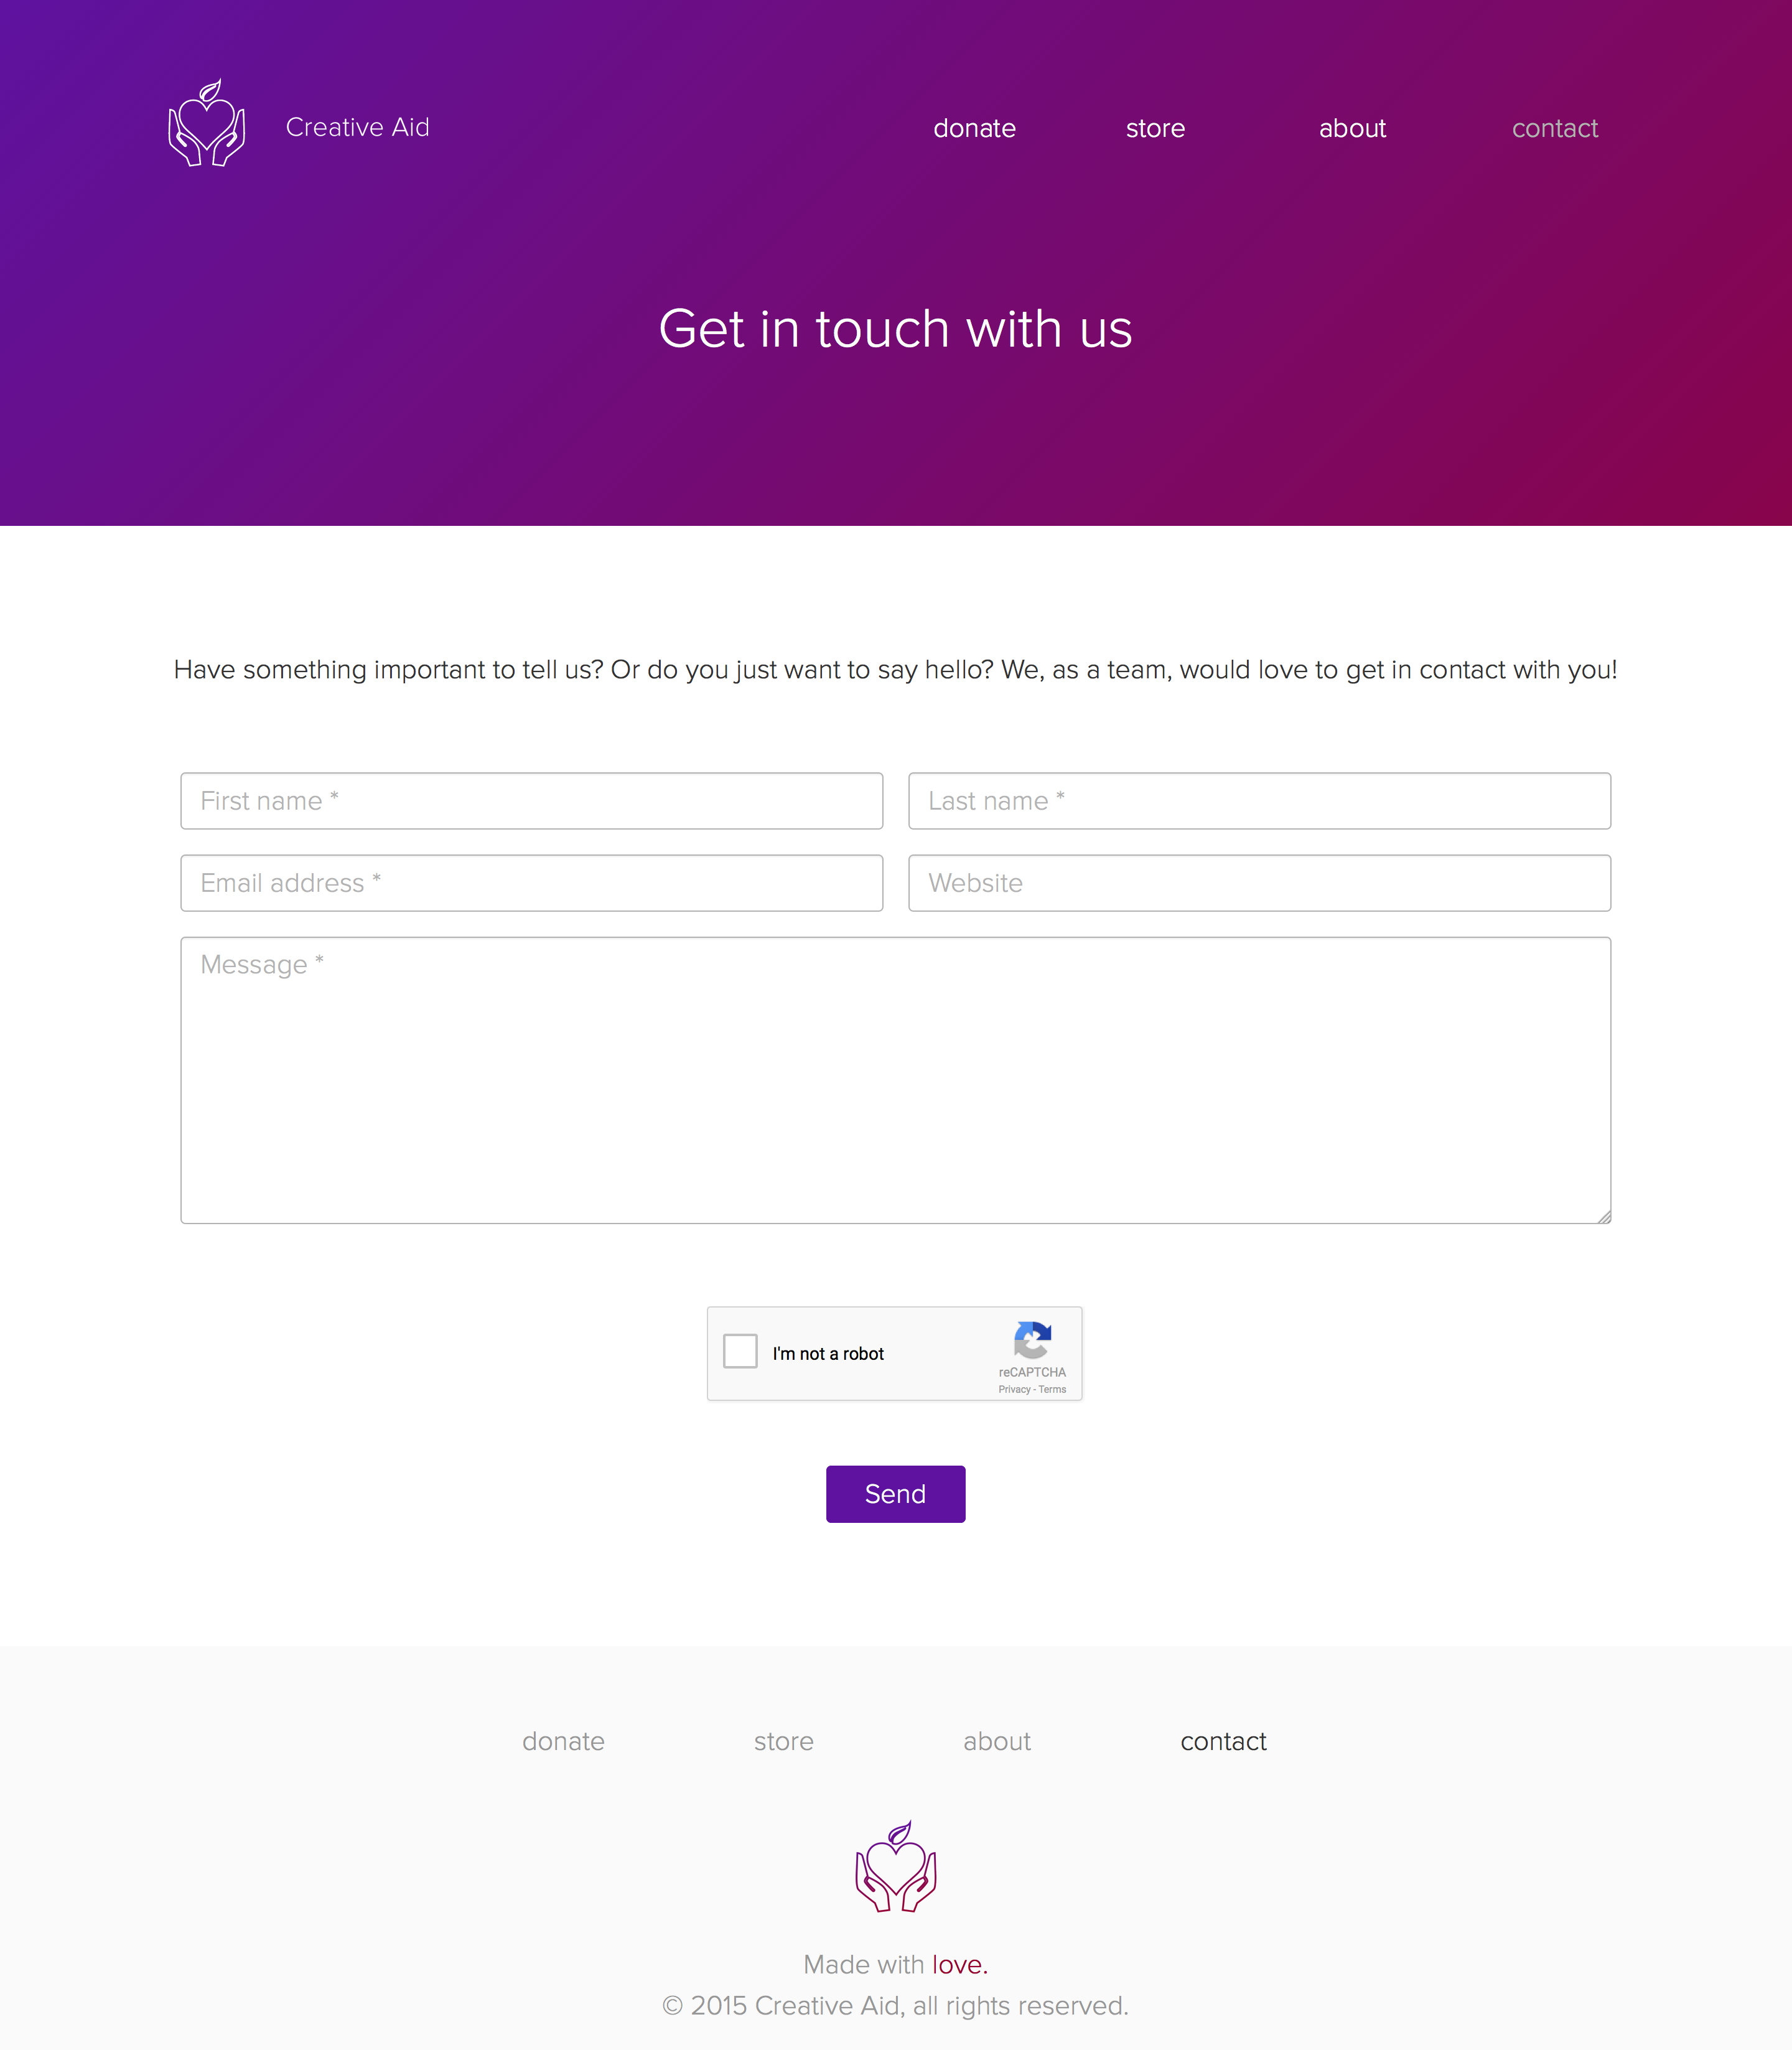 Creative Aid
donate store about contact
Get in touch with us
Have something important to tell us? Or do you just want to say hello? We, as a team, would love to get in contact with you!
First name * Last name *
Email address * Website
Message *
I'm not a robot
reCAPTCHA
Privacy - Terms
Send
donate store about contact
Made with love.
© 2015 Creative Aid, all rights reserved.